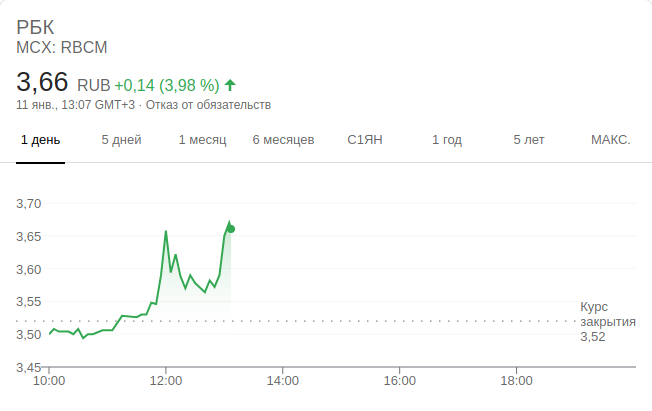 РБК
MCX: RBCM
3,66 RUB +0,14 (3,98 %)
11 янв., 13:07 GMT+3 · Отказ от обязательств
1 день 5 дней 1 месяц 6 месяцев С1ЯН 1 год 5 лет МАКС.
3,70
3,65
3,60
3,55
3,50
3,45
Курс
закрытия
3,52
10:00 12:00 14:00 16:00 18:00